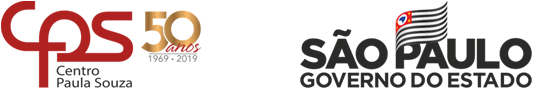 cps 50
anos
1969 • 2019
Centro
Paula Souza
SÃO PAULO
GOVERNO DO ESTADO